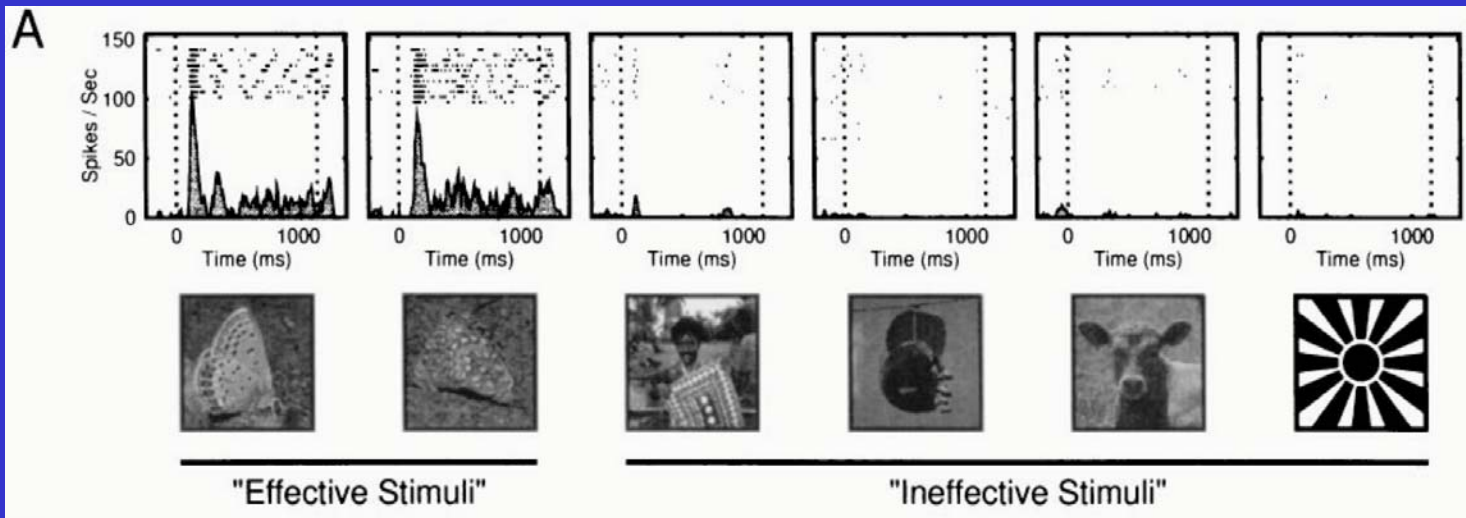 A
Spikes / Sec
150
100
50
0
0 1000
Time (ms)
0 1000
Time (ms)
0 1000
Time (ms)
0 1000
Time (ms)
0 1000
Time (ms)
0 1000
Time (ms)
"Effective Stimuli"
"Ineffective Stimuli"